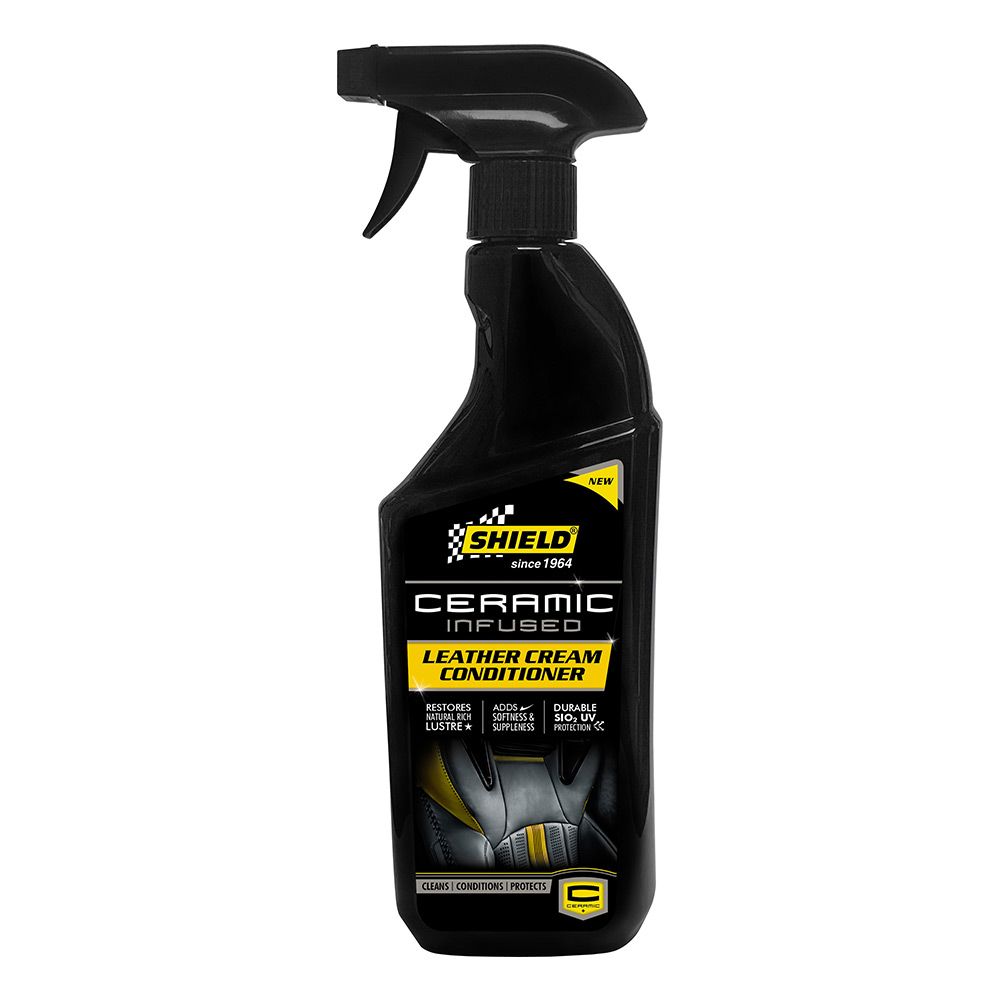 NEW
SHIELD®
since 1964
CERAMIC
INFUSED
LEATHER CREAM
CONDITIONER
RESTORES
NATURAL RICH
LUSTRE
ADDS
SOFTNESS &
SUPPLENESS
DURABLE
SIO₂ UV
PROTECTION
CLEANS | CONDITIONS | PROTECTS
C
CERAMIC
+